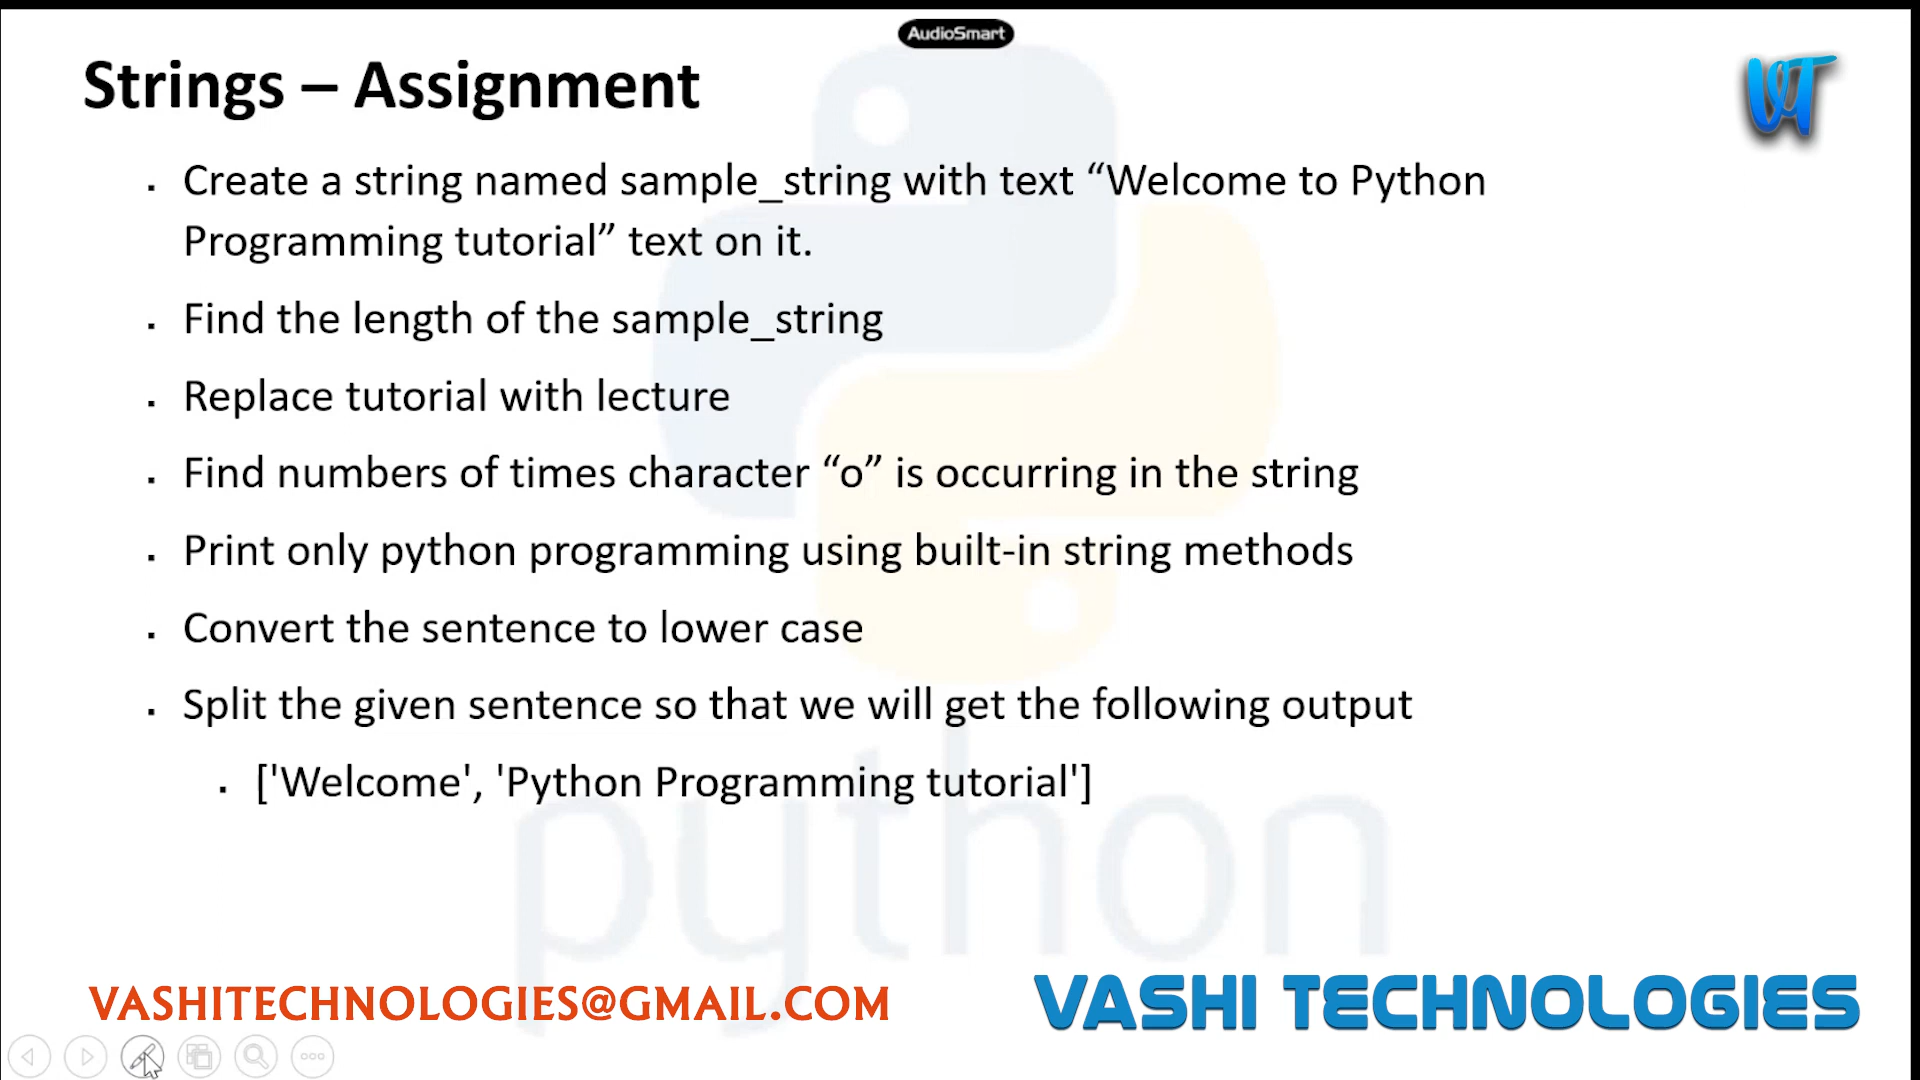 AudioSmart
Strings – Assignment
VT
▪ Create a string named sample_string with text “Welcome to Python
Programming tutorial” text on it.
▪ Find the length of the sample_string
▪ Replace tutorial with lecture
▪ Find numbers of times character “o” is occurring in the string
▪ Print only python programming using built-in string methods
▪ Convert the sentence to lower case
▪ Split the given sentence so that we will get the following output
▪ ['Welcome', 'Python Programming tutorial']
python
VASHITECHNOLOGIES@GMAIL.COM
VASHI TECHNOLOGIES